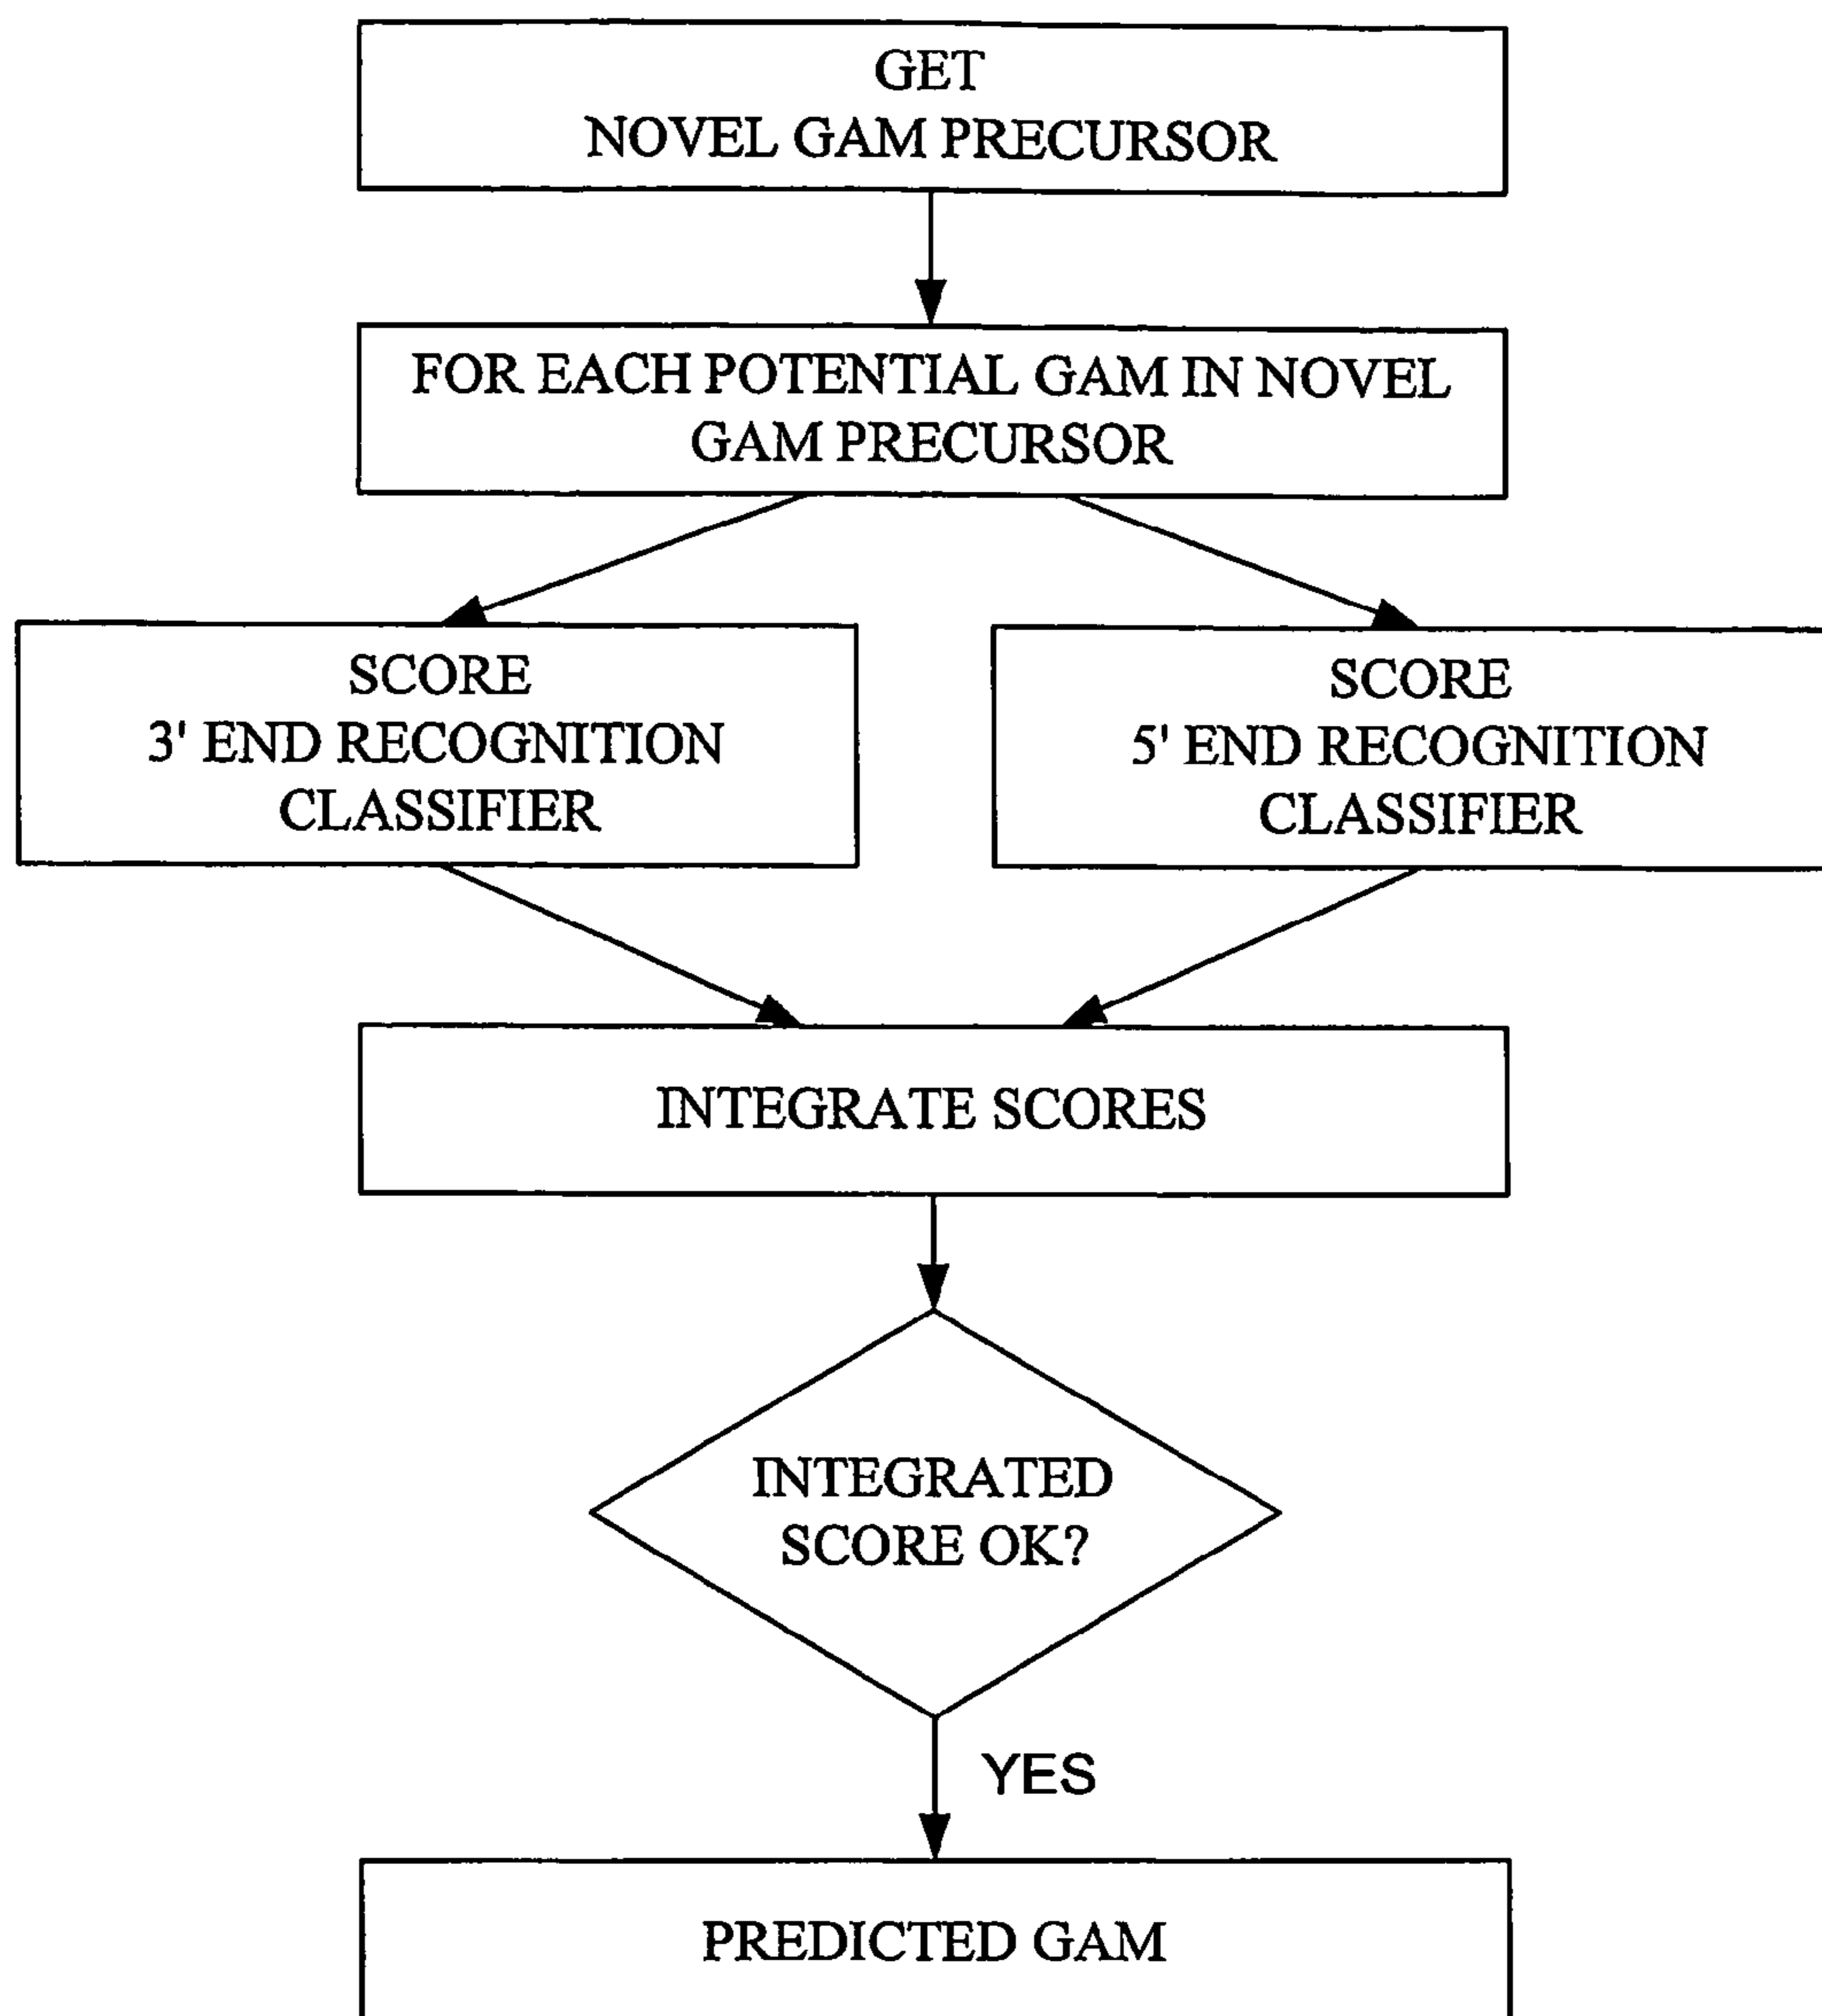 GET
NOVEL GAM PRECURSOR
FOR EACH POTENTIAL GAM IN NOVEL
GAM PRECURSOR
SCORE
3' END RECOGNITION
CLASSIFIER
SCORE
5' END RECOGNITION
CLASSIFIER
INTEGRATE SCORES
INTEGRATED
SCORE OK?
YES
PREDICTED GAM